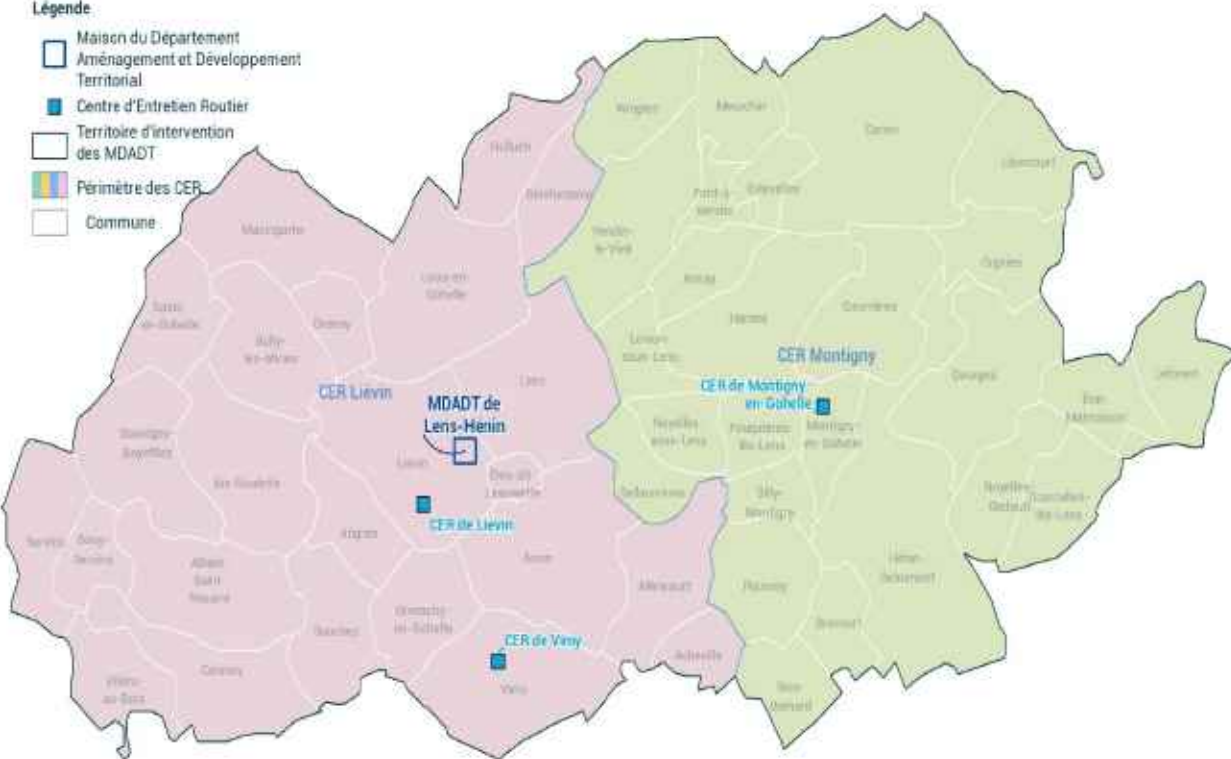 Légende
Maison du Département
Aménagement et Développement
Territorial
Centre d'Entretien Routier
Territoire d'intervention
des MDADT
Périmètre des CER
Commune
Wingles
Meurchin
Carvin
Libercourt
Hulluch
Bénifontaine
Pont-à-
Vendin
Estevelles
Mazingarbe
Vendin-
le-Vieil
Loos-en-
Gohelle
Annay
Oignies
Sains-
en-Gohelle
Grenay
Bully-
les-Mines
Harnes
Courrières
Loison-
sous-Lens
CER Montigny
CER Liévin
Lens
Dourges
Leforest
CER de Montigny
en-Gohelle
MDADT de
Lens-Hénin
Evin-
Malmaison
Bouvigny-
Boyeffles
Noyelles-
sous-Lens
Fouquières-
lès-Lens
Montigny-
en-Gohelle
Liévin
Aix-Noulette
Eleu-dit-
Leauwette
Sallaumines
Billy-
Montigny
Noyelles-
Godault
Courcelles-
lès-Lens
CER de Liévin
Angres
Servins
Avion
Ablain-
Saint-
Nazaire
Hénin-
Beaumont
Méricourt
Rouvroy
Givenchy-
en-Gohelle
Souchez
Drocourt
CER de Vimy
Acheville
Carency
Villers-
au-Bois
Vimy
Bois-
Bernard